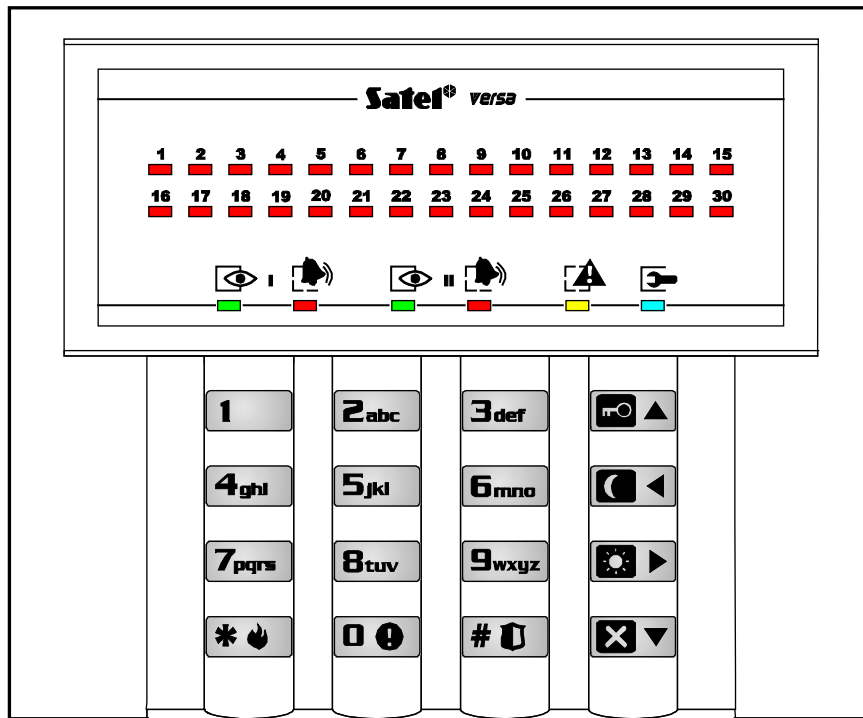 Satel® versa
1 2 3 4 5 6 7 8 9 10 11 12 13 14 15
16 17 18 19 20 21 22 23 24 25 26 27 28 29 30
I II
1 2abc 3def
4ghi 5jkl 6mno
7pqrs 8tuv 9wxyz
* 0 #